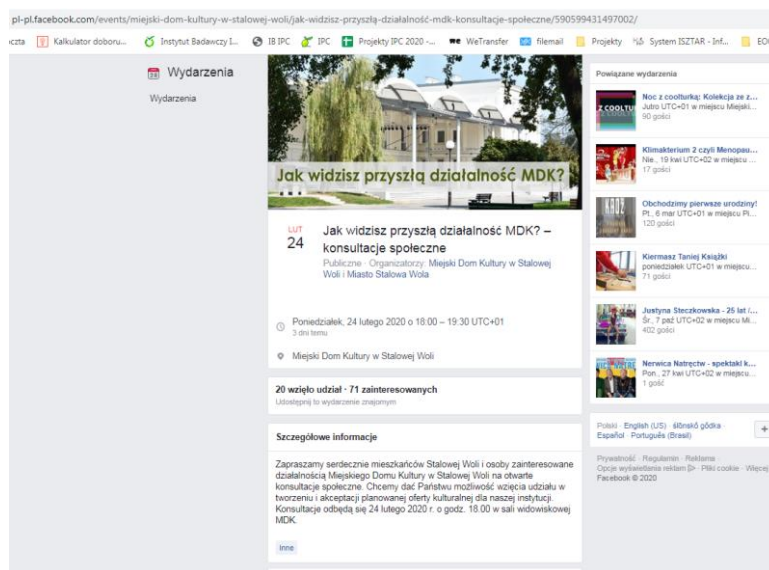 pl-pl.facebook.com/events/miejski-dom-kultury-w-stalowej-woli/jak-widzisz-przyszłą-działalność-mdk-konsultacje-społeczne/590599431497002/
oczta Kalkulator doboru... Instytut Badawczy I... IB IPC IPC Projekty IPC 2020 -... WeTransfer filemail Projekty System ISZTAR - Inf... EO
Wydarzenia
Wydarzenia
Jak widzisz przyszłą działalność MDK?
LUT
24
Jak widzisz przyszłą działalność MDK? –
konsultacje społeczne
Publiczne · Organizatorzy: Miejski Dom Kultury w Stalowej
Woli i Miasto Stalowa Wola
Poniedziałek, 24 lutego 2020 o 18:00 – 19:30 UTC+01
3 dni temu
Miejski Dom Kultury w Stalowej Woli
20 wzięło udział · 71 zainteresowanych
Udostępnij to wydarzenie znajomym
Szczegółowe informacje
Zapraszamy serdecznie mieszkańców Stalowej Woli i osoby zainteresowane
działalnością Miejskiego Domu Kultury w Stalowej Woli na otwarte
konsultacje społeczne. Chcemy dać Państwu możliwość wzięcia udziału w
tworzeniu i akceptacji planowanej oferty kulturalnej dla naszej instytucji.
Konsultacje odbędą się 24 lutego 2020 r. o godz. 18.00 w sali widowiskowej
MDK.
Inne
Powiązane wydarzenia
Z COOLTUR
Noc z coolturką: Kolekcja ze z...
Jutro UTC+01 w miejscu Miejski...
90 gości
Klimakterium 2 czyli Menopau...
Nie., 19 kwi UTC+02 w miejscu ...
17 gości
Obchodzimy pierwsze urodziny!
Pt., 6 mar UTC+01 w miejscu Pi...
120 gości
Kiermasz Taniej Książki
poniedziałek UTC+01 w miejscu...
71 gości
Justyna Steczkowska - 25 lat /...
Śr., 7 paź UTC+02 w miejscu Mi...
402 gości
Nerwica Natręctw - spektakl k...
Pon., 27 kwi UTC+02 w miejscu...
1 gość
Polski · English (US) · ślōnskŏ gŏdka ·
Español · Português (Brasil)
+
Prywatność · Regulamin · Reklama ·
Opcje wyświetlania reklam · Pliki cookie · Więcej
Facebook © 2020